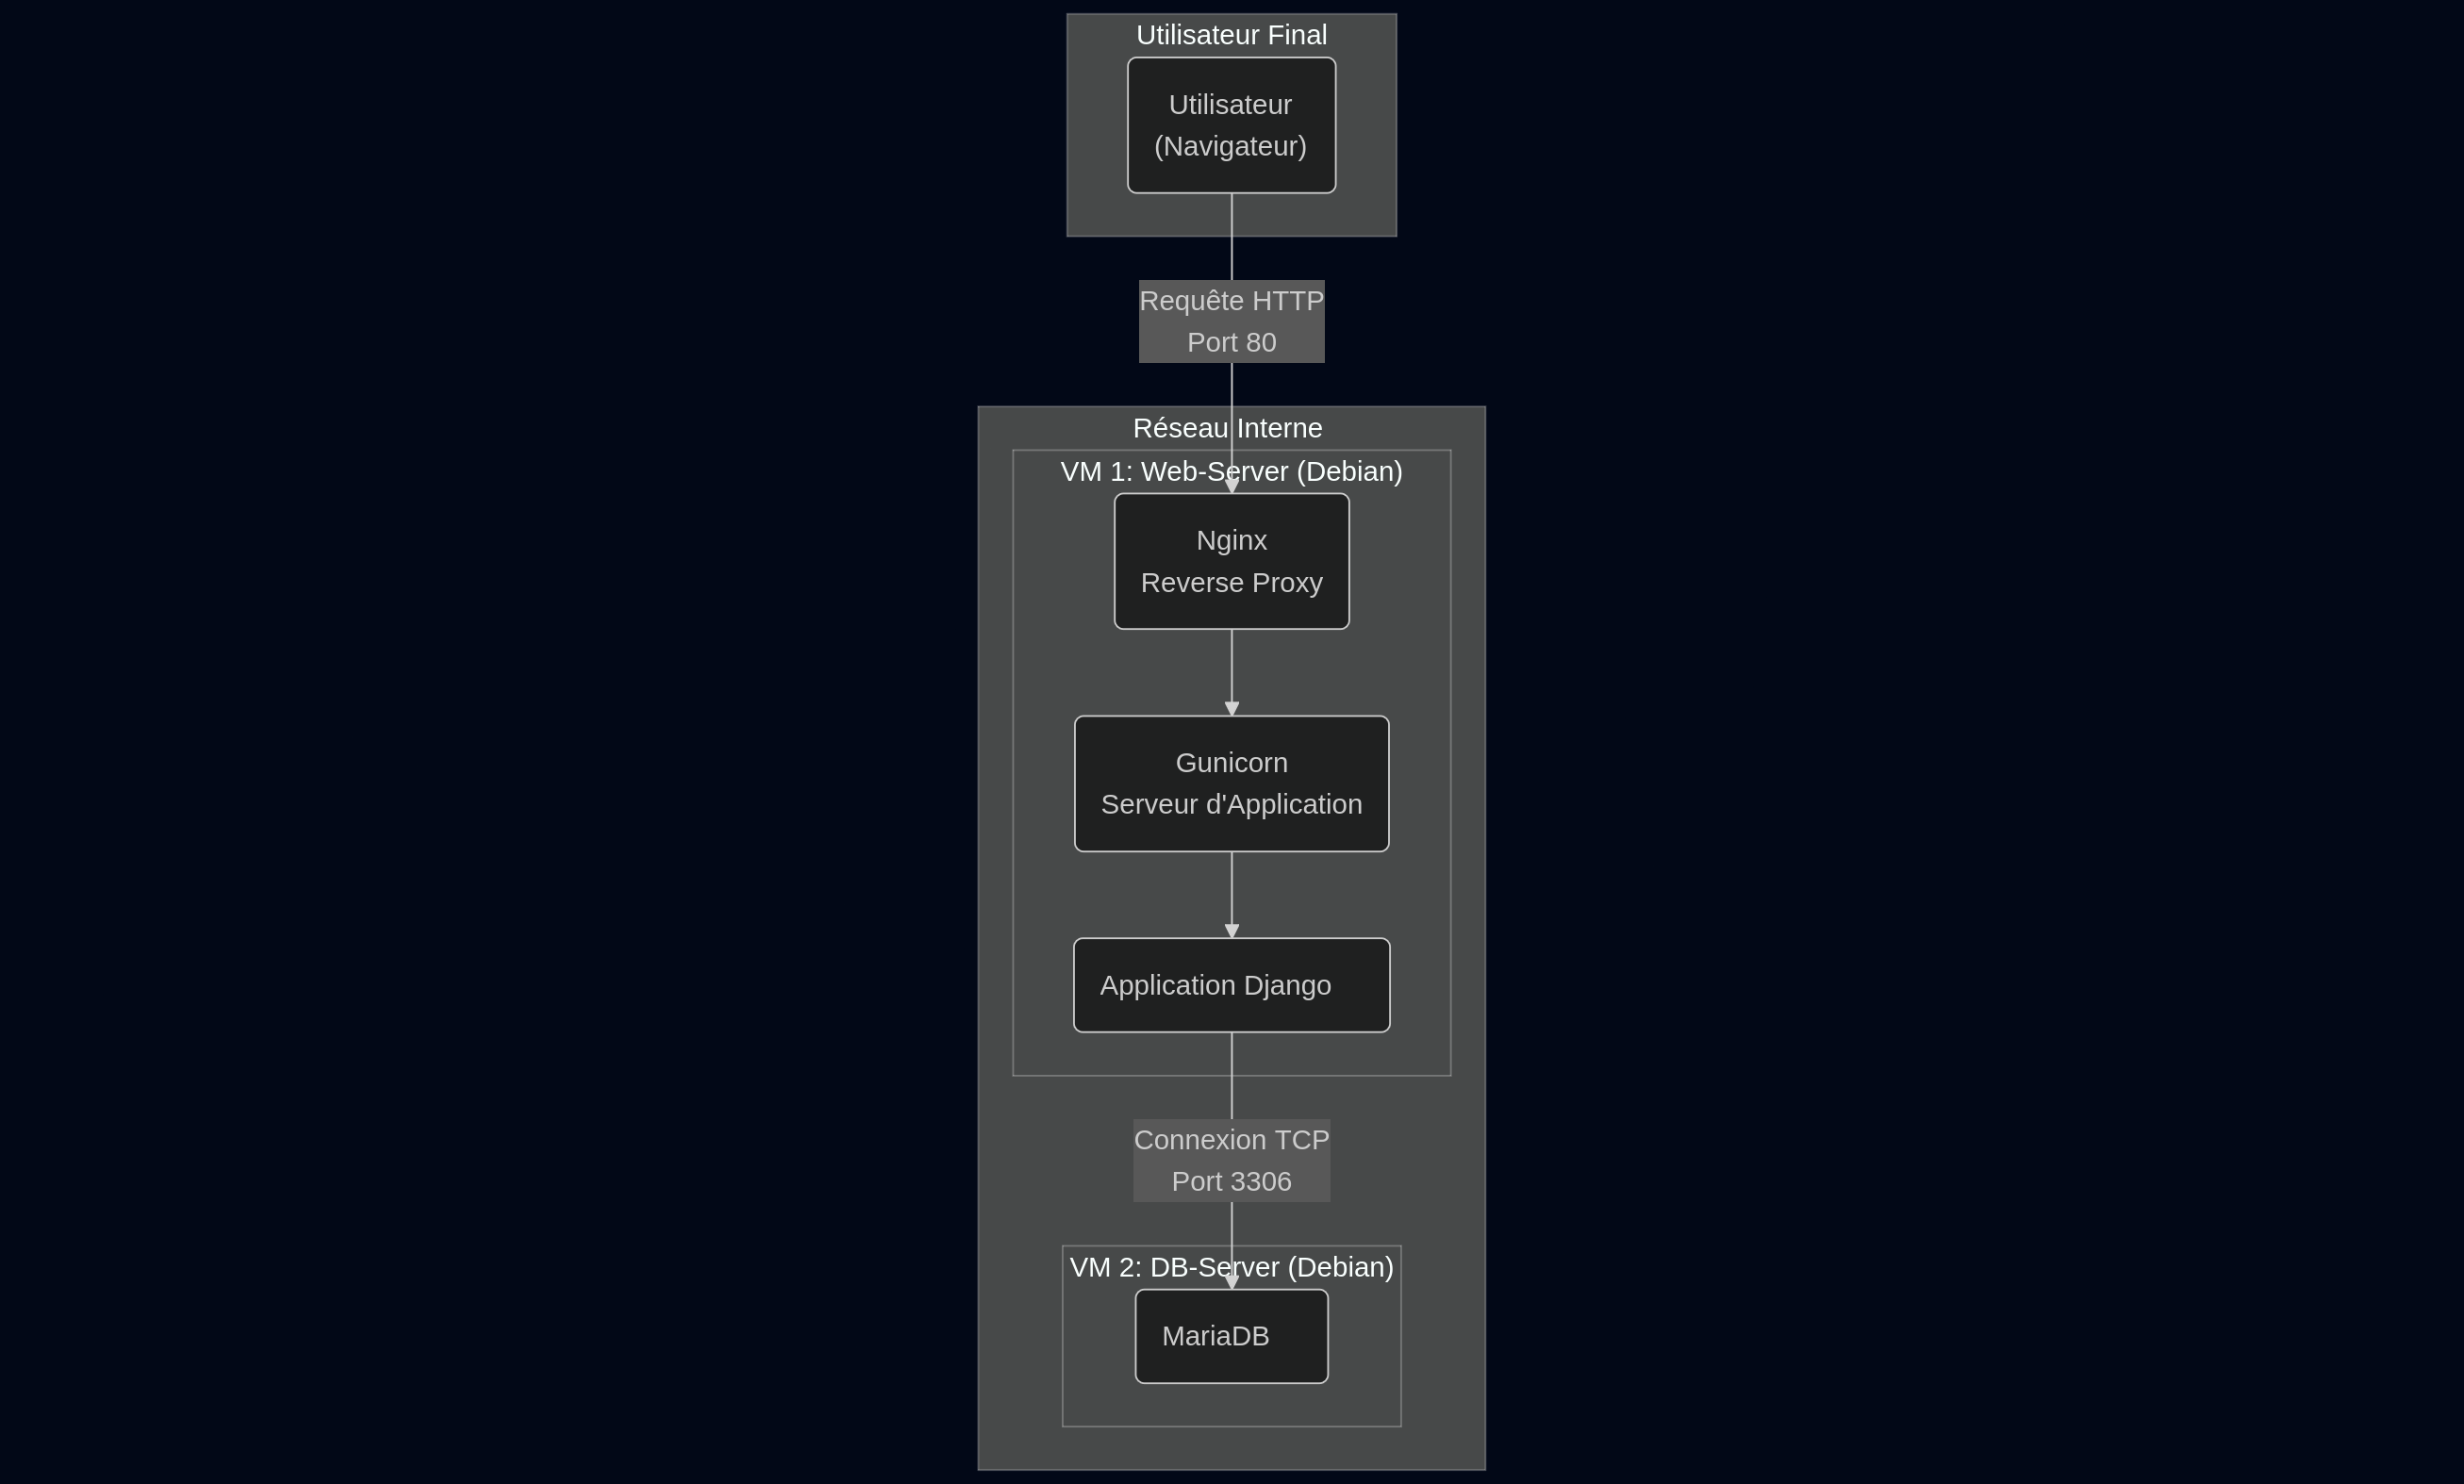 Utilisateur Final
Utilisateur
(Navigateur)
Requête HTTP
Port 80
Réseau Interne
VM 1: Web-Server (Debian)
Nginx
Reverse Proxy
Gunicorn
Serveur d'Application
Application Django
Connexion TCP
Port 3306
VM 2: DB-Server (Debian)
MariaDB